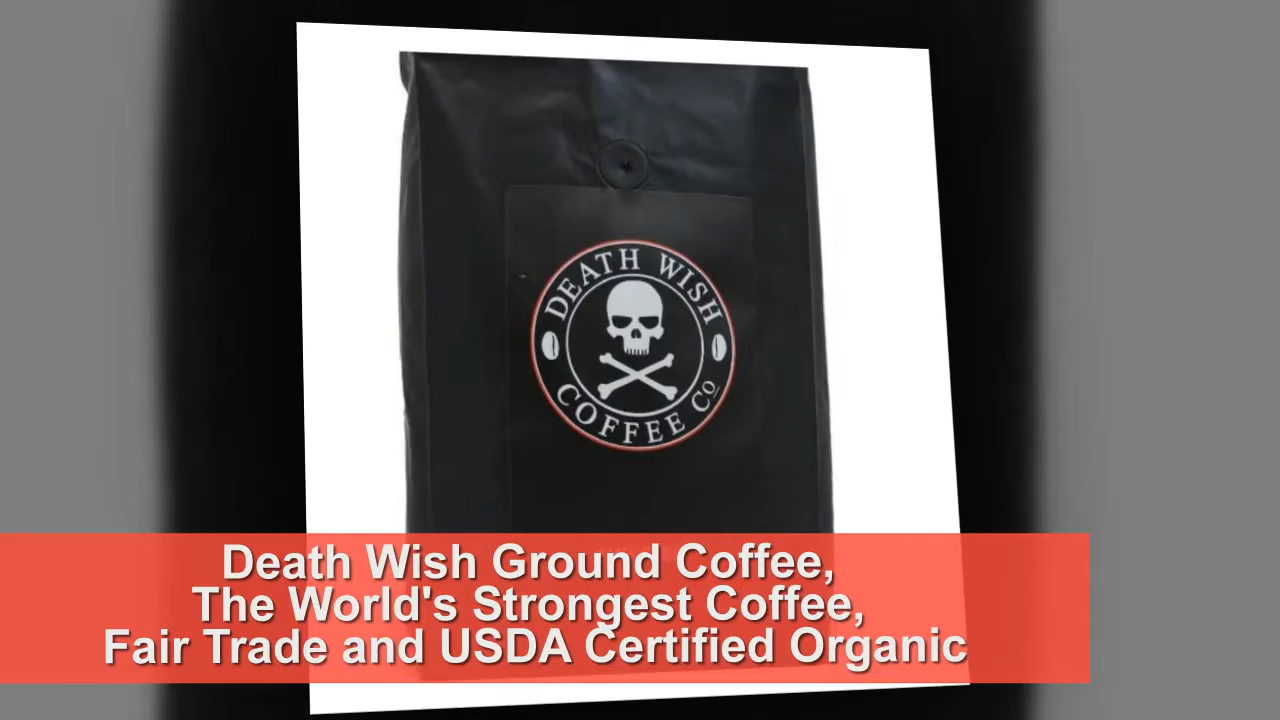 DEATH WISH
COFFEE Co
Death Wish Ground Coffee,
The World's Strongest Coffee,
Fair Trade and USDA Certified Organic